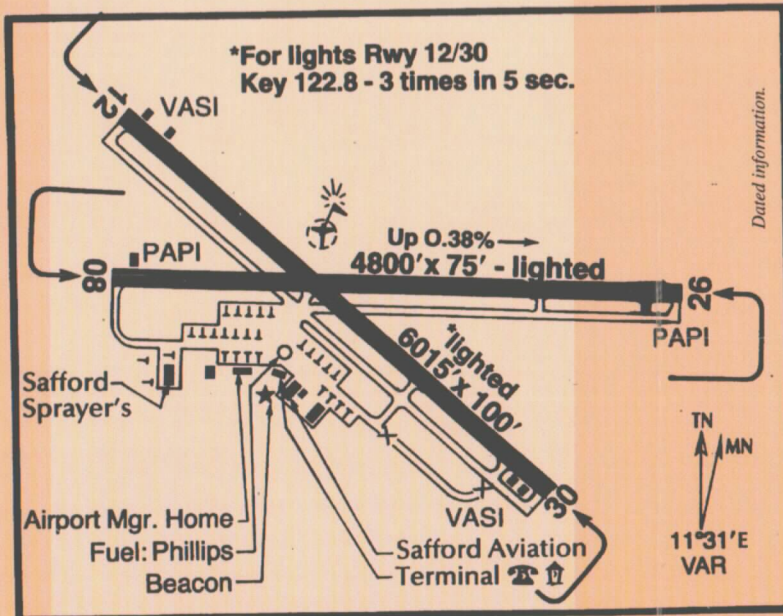 *For lights Rwy 12/30
Key 122.8 - 3 times in 5 sec.
12
VASI
Dated information.
PAPI
08
Up 0.38%
4800' x 75' - lighted
26
PAPI
*lighted
6015' x 100'
Safford
Sprayer's
TN
MN
30
VASI
Airport Mgr. Home
Fuel: Phillips
Beacon
Safford Aviation
Terminal
11°31'E
VAR